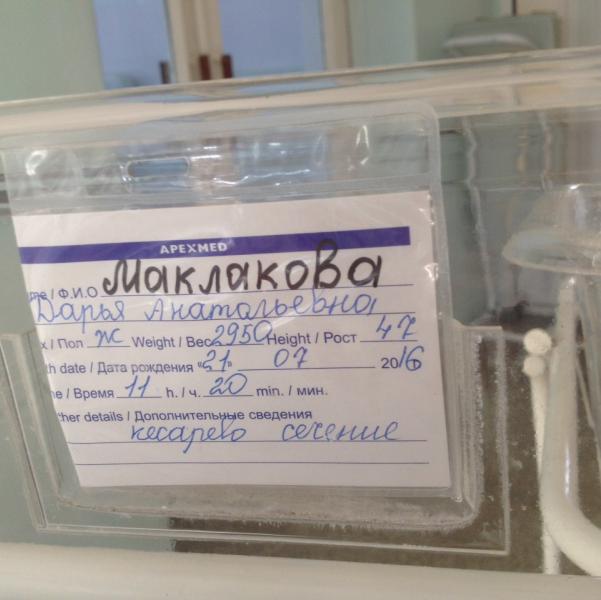 APEXMED
me / Ф.И.О Маклакова
Дарья Анатольевна
x / Пол ж Weight / Вес 2950 Height / Рост 47
th date / Дата рождения «21» 07 2016
e / Время 11 h. / ч. 20 min. / мин.
ther details / Дополнительные сведения
кесарево сечение